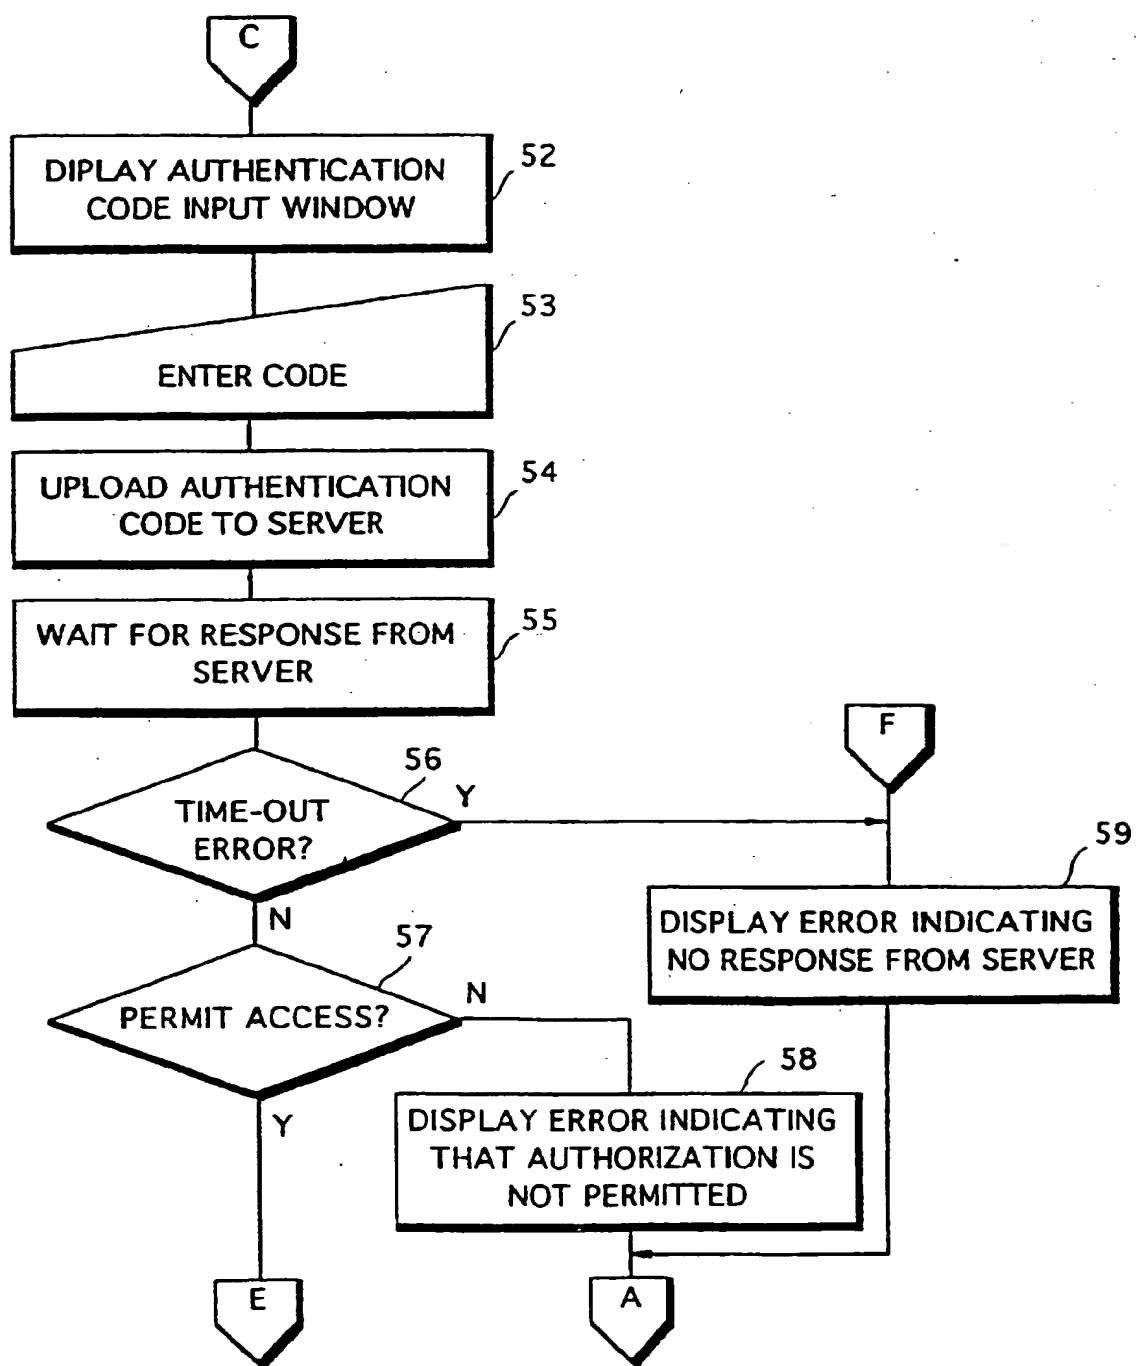 C
52
DIPLAY AUTHENTICATION
CODE INPUT WINDOW
53
ENTER CODE
54
UPLOAD AUTHENTICATION
CODE TO SERVER
55
WAIT FOR RESPONSE FROM
SERVER
F
56
Y
TIME-OUT
ERROR?
59
N
DISPLAY ERROR INDICATING
NO RESPONSE FROM SERVER
57
N
PERMIT ACCESS?
58
Y
DISPLAY ERROR INDICATING
THAT AUTHORIZATION IS
NOT PERMITTED
E
A